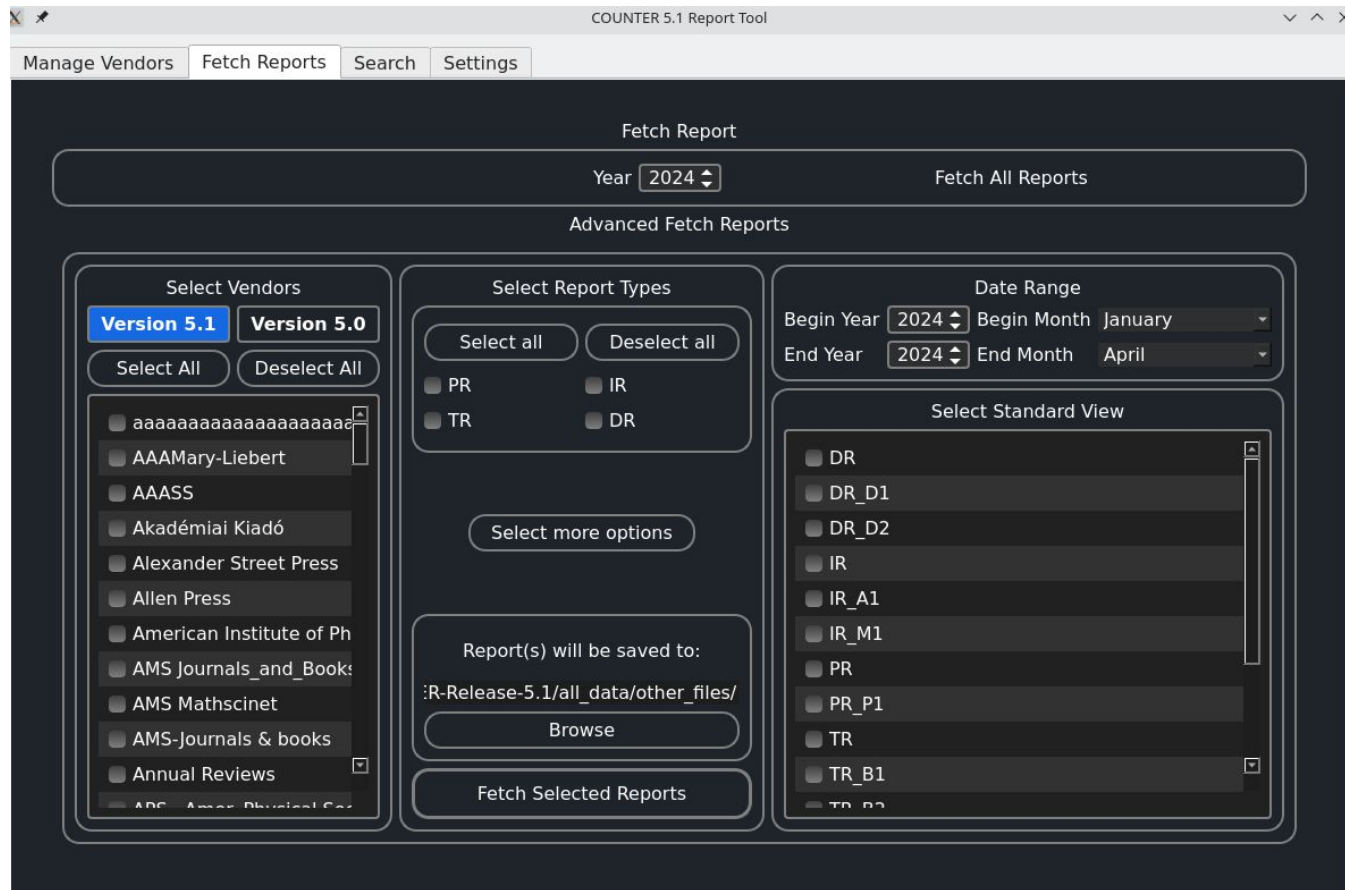 COUNTER 5.1 Report Tool
Manage Vendors Fetch Reports Search Settings
Fetch Report
Year 2024 Fetch All Reports
Advanced Fetch Reports
Select Vendors
Version 5.1 Version 5.0
Select All Deselect All
AAAMary-Liebert
AAASS
Akadémiai Kiadó
Alexander Street Press
Allen Press
American Institute of Ph
AMS Journals_and_Books
AMS Mathscinet
AMS-Journals & books
Annual Reviews
Select Report Types
Select all Deselect all
PR IR
TR DR
Select more options
Report(s) will be saved to:
ER-Release-5.1/all_data/other_files/
Browse
Fetch Selected Reports
Date Range
Begin Year 2024 Begin Month January
End Year 2024 End Month April
Select Standard View
DR
DR_D1
DR_D2
IR
IR_A1
IR_M1
PR
PR_P1
TR
TR_B1